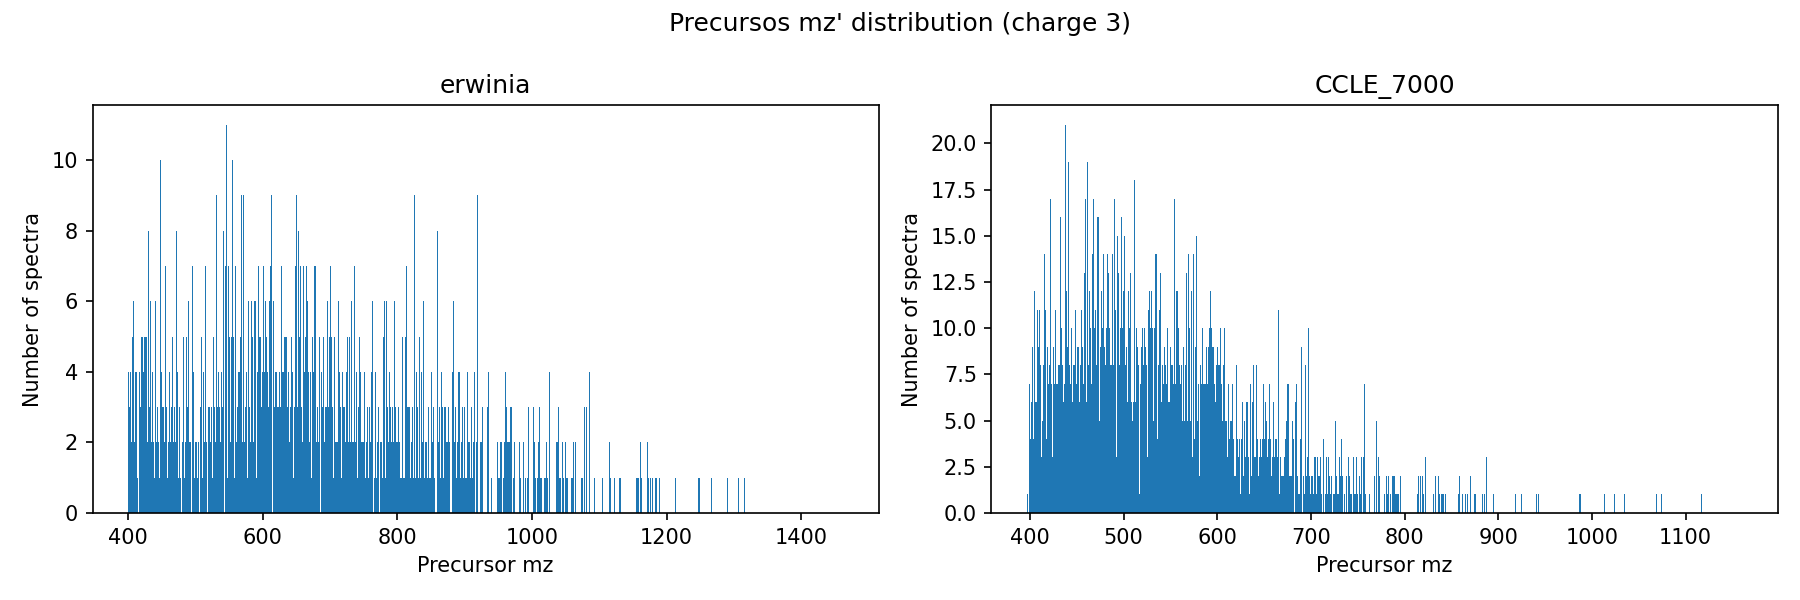 Precursos mz' distribution (charge 3)
erwinia
CCLE_7000
Number of spectra
10
8
6
4
2
0
400 600 800 1000 1200 1400
Precursor mz
Number of spectra
20.0
17.5
15.0
12.5
10.0
7.5
5.0
2.5
0.0
400 500 600 700 800 900 1000 1100
Precursor mz